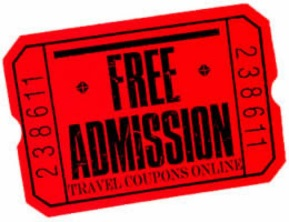 238611
FREE
ADMISSION
TRAVEL COUPONS ONLINE
238611